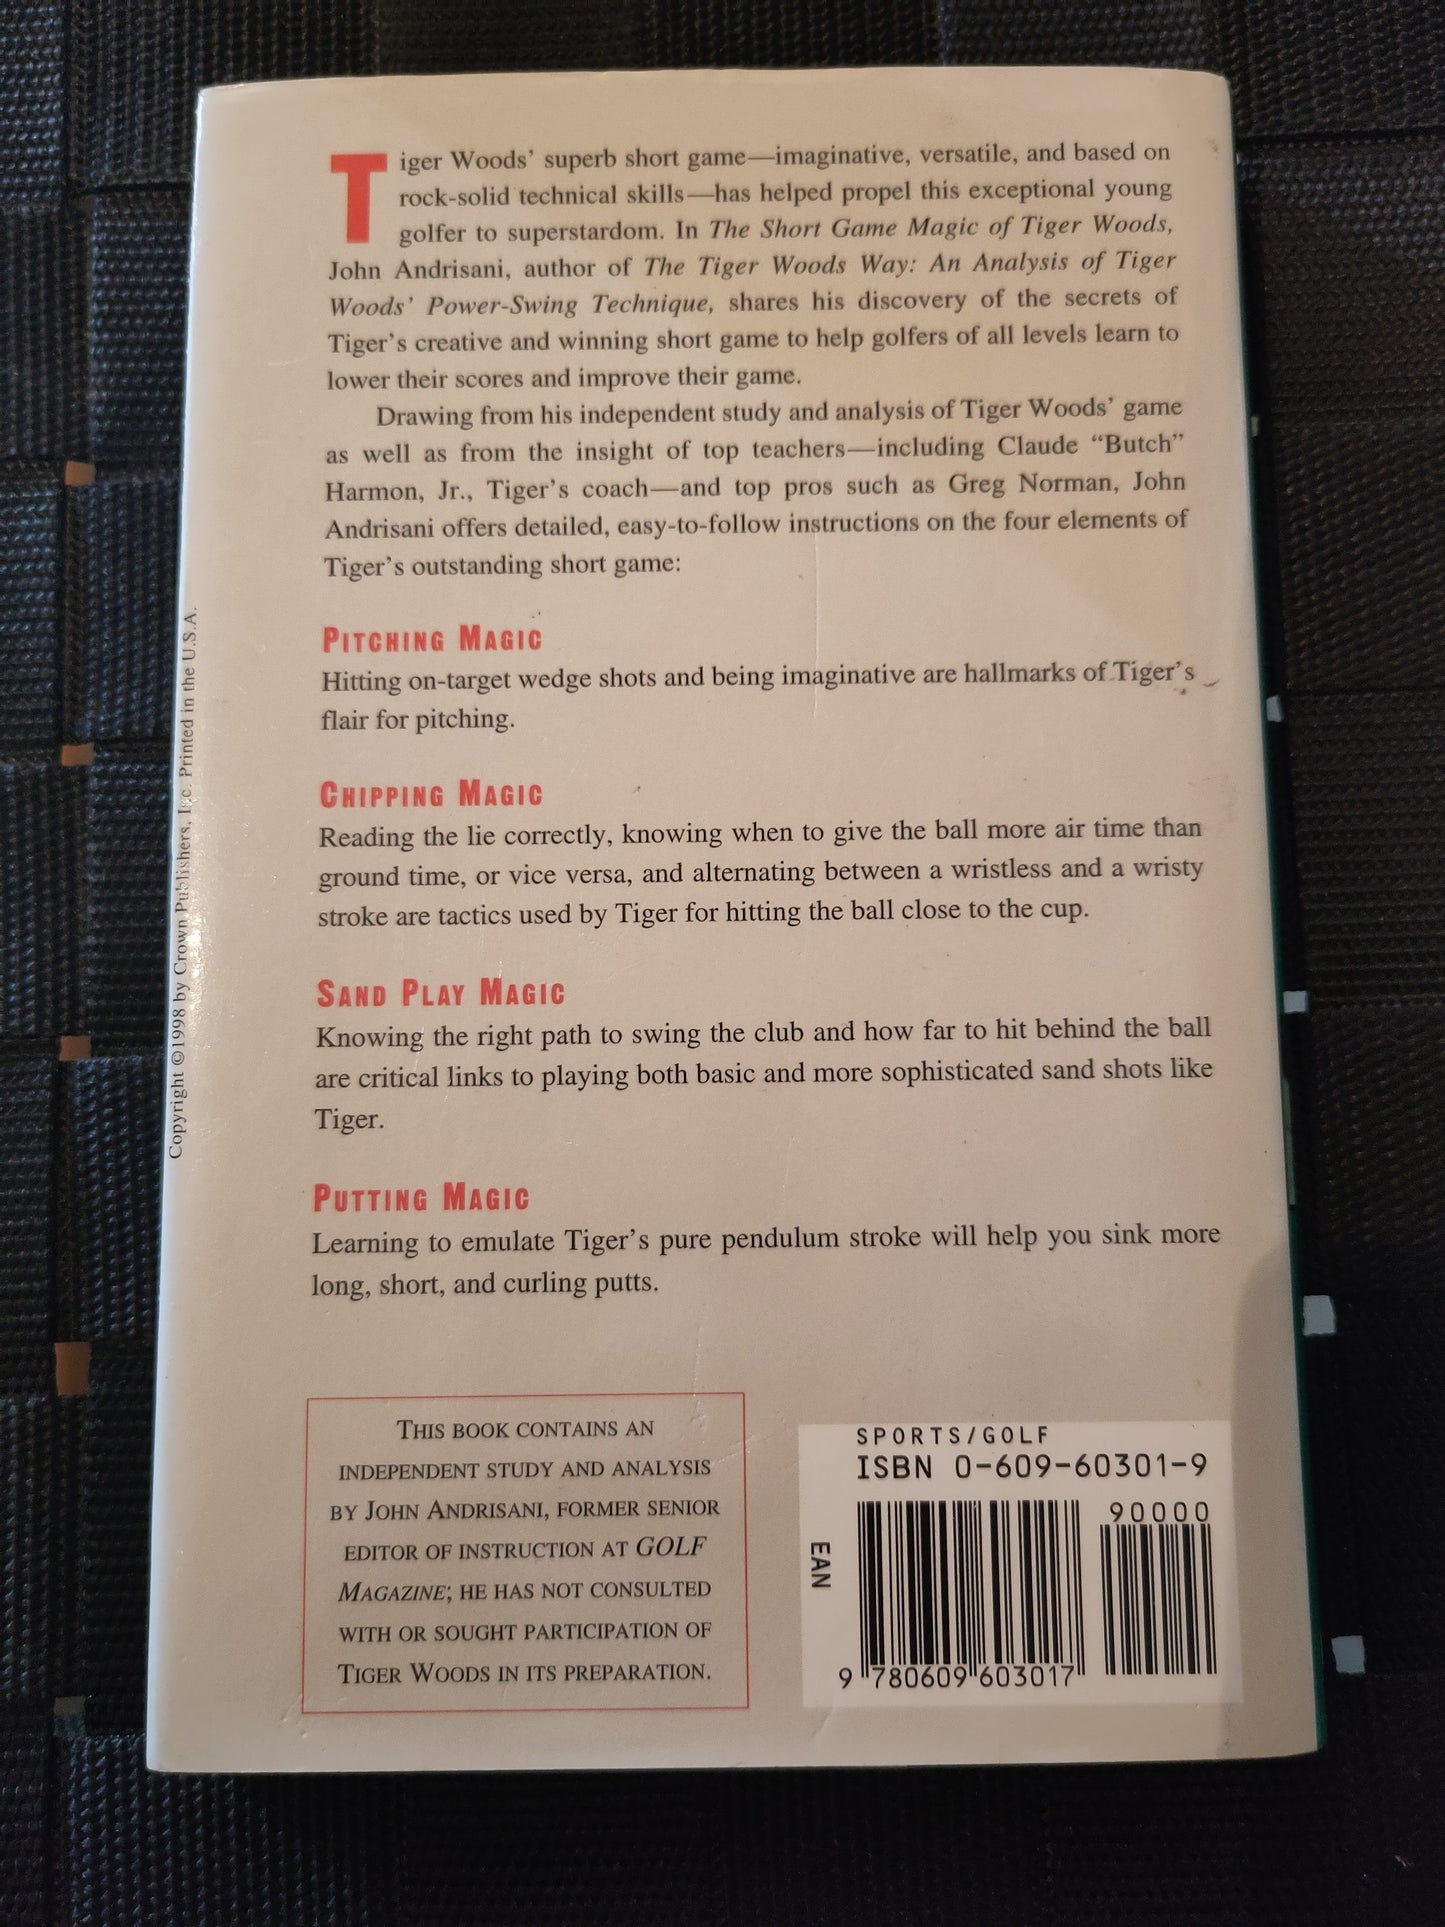 Tiger Woods’ superb short game—imaginative, versatile, and based on
rock-solid technical skills—has helped propel this exceptional young
golfer to superstardom. In The Short Game Magic of Tiger Woods,
John Andrisani, author of The Tiger Woods Way: An Analysis of Tiger
Woods’ Power-Swing Technique, shares his discovery of the secrets of
Tiger’s creative and winning short game to help golfers of all levels learn to
lower their scores and improve their game.
Drawing from his independent study and analysis of Tiger Woods’ game
as well as from the insight of top teachers—including Claude “Butch”
Harmon, Jr., Tiger’s coach—and top pros such as Greg Norman, John
Andrisani offers detailed, easy-to-follow instructions on the four elements of
Tiger’s outstanding short game:
PITCHING MAGIC
Hitting on-target wedge shots and being imaginative are hallmarks of Tiger’s
flair for pitching.
CHIPPING MAGIC
Reading the lie correctly, knowing when to give the ball more air time than
ground time, or vice versa, and alternating between a wristless and a wristy
stroke are tactics used by Tiger for hitting the ball close to the cup.
SAND PLAY MAGIC
Knowing the right path to swing the club and how far to hit behind the ball
are critical links to playing both basic and more sophisticated sand shots like
Tiger.
PUTTING MAGIC
Learning to emulate Tiger’s pure pendulum stroke will help you sink more
long, short, and curling putts.
THIS BOOK CONTAINS AN
INDEPENDENT STUDY AND ANALYSIS
BY JOHN ANDRISANI, FORMER SENIOR
EDITOR OF INSTRUCTION AT GOLF
MAGAZINE; HE HAS NOT CONSULTED
WITH OR SOUGHT PARTICIPATION OF
TIGER WOODS IN ITS PREPARATION.
SPORTS/GOLF
ISBN 0-609-60301-9
90000
EAN
9 780609 603017
Copyright ©1998 by Crown Publishers, Inc. Printed in the U.S.A.